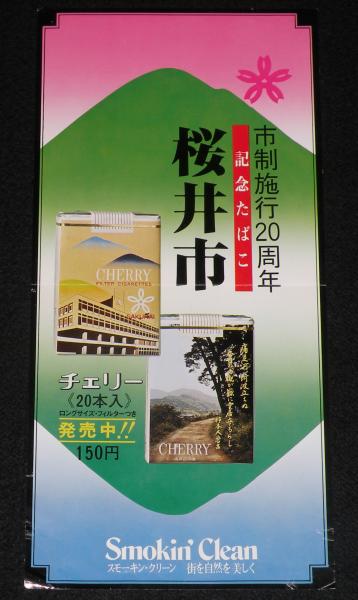 市制施行20周年
記念たばこ
桜井市
CHERRY
FILTER CIGARETTES
SAKURAI
CHERRY
チェリー
《20本入》
ロングサイズ・フィルターつき
発売中!!
150円
Smokin' Clean
スモーキン・クリーン 街を自然を美しく